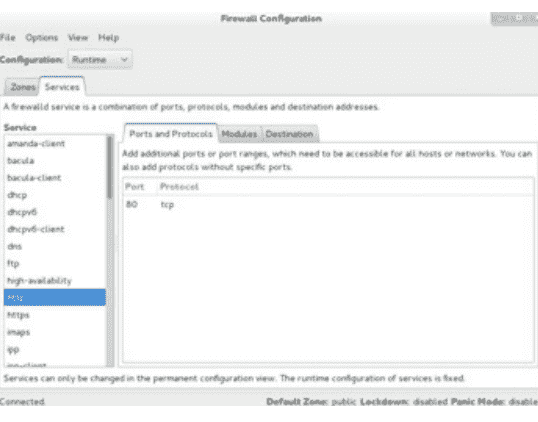 Firewall Configuration
File Options View Help
Configuration: Runtime
Zones Services
A firewalld service is a combination of ports, protocols, modules and destination addresses.
Service
amanda-client
bacula
bacula-client
dhcp
dhcpv6
dhcpv6-client
dns
ftp
high-availability
http
https
imaps
ipp
ipp-client
Ports and Protocols Modules Destination
Add additional ports or port ranges, which need to be accessible for all hosts or networks. You can
also add protocols without specific ports.
Port Protocol
80 tcp
Services can only be changed in the permanent configuration view. The runtime configuration of services is fixed.
Connected. Default Zone: public Lockdown: disabled Panic Mode: disable